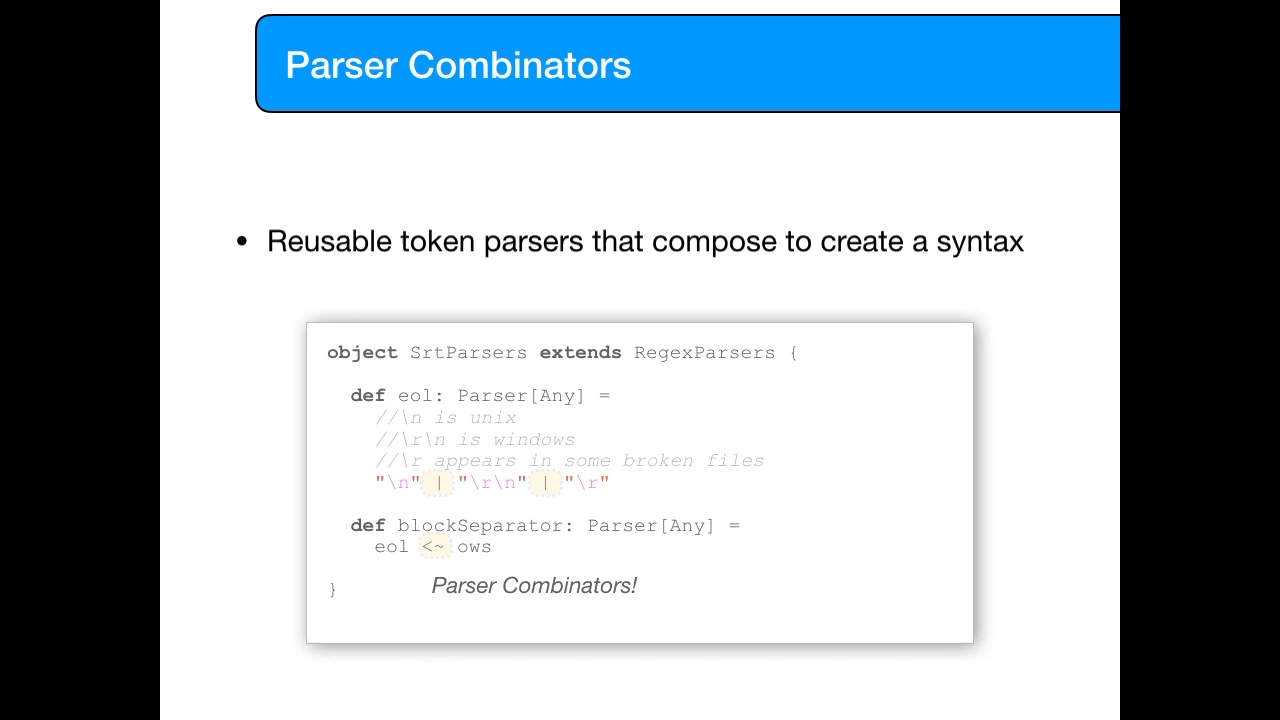 Parser Combinators
• Reusable token parsers that compose to create a syntax
object SrtParsers extends RegexParsers {
def eol: Parser[Any] =
//\n is unix
//\r\n is windows
//\r appears in some broken files
"\n" | "\r\n" | "\r"
def blockSeparator: Parser[Any] =
eol <~ ows
Parser Combinators!
}